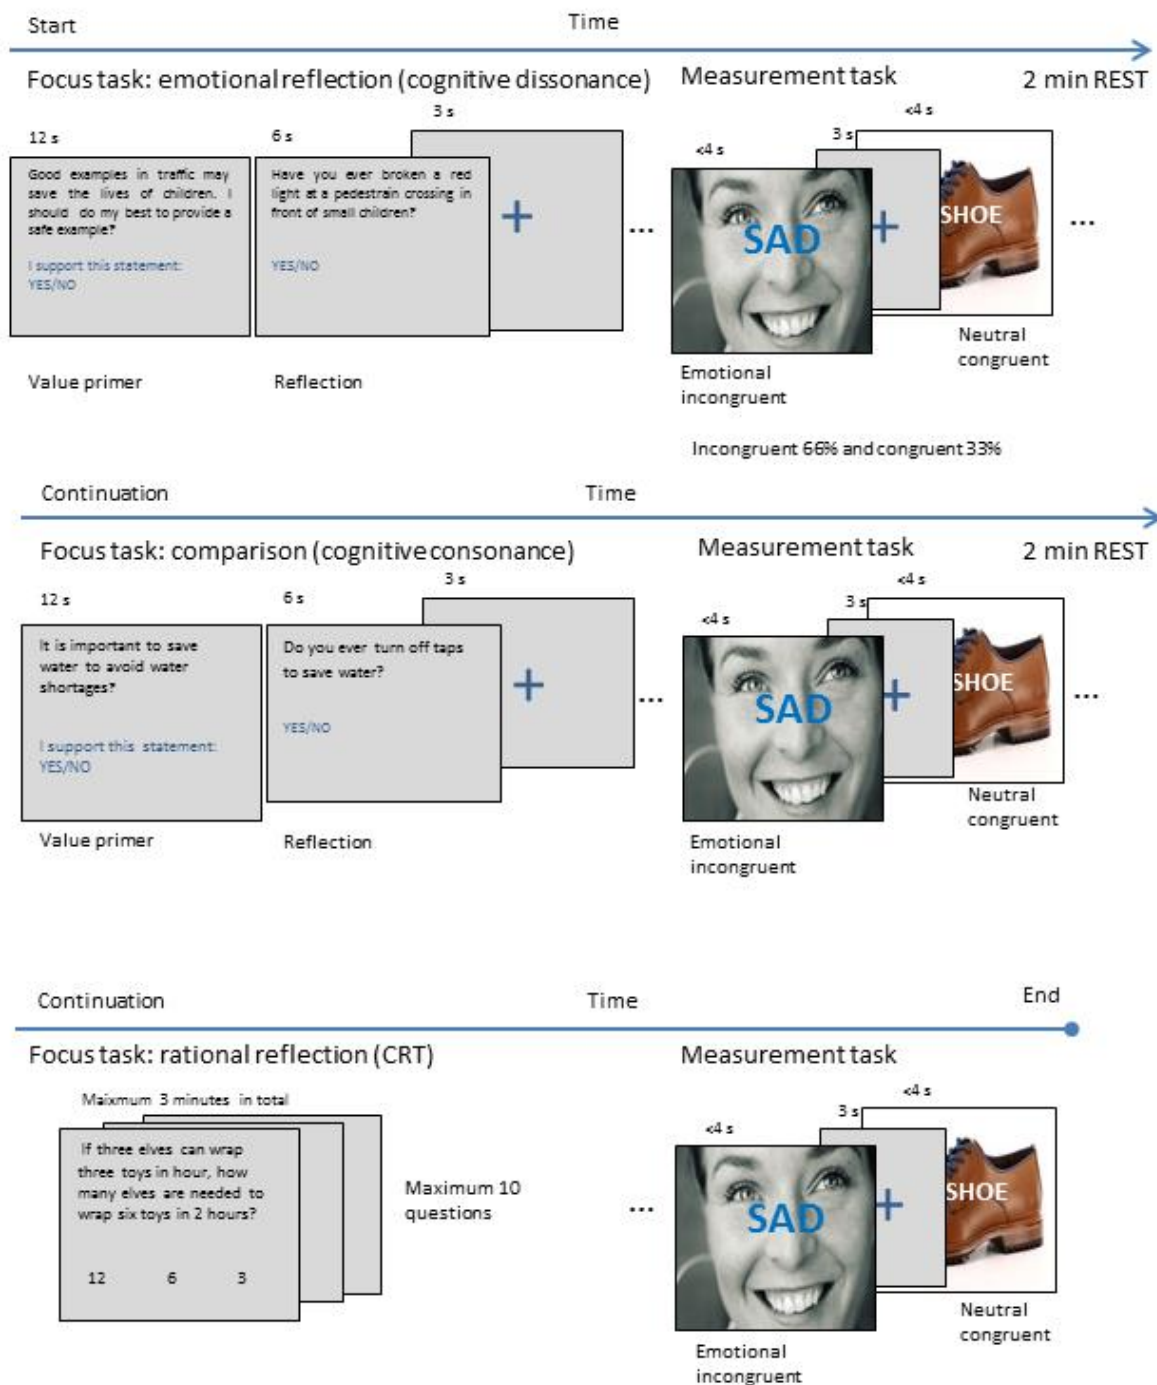 Start
Time
Focus task: emotional reflection (cognitive dissonance)
Measurement task
2 min REST
12 s
6 s
3 s
<4 s
3 s
<4 s
Good examples in traffic may
save the lives of children. I
should do my best to provide a
safe example?
I support this statement:
YES/NO
Have you ever broken a red
light at a pedestrain crossing in
front of small children?
YES/NO
+
...
SAD
+
SHOE
...
Value primer
Reflection
Emotional
incongruent
Neutral
congruent
Incongruent 66% and congruent 33%
Continuation
Time
Focus task: comparison (cognitive consonance)
Measurement task
2 min REST
12 s
6 s
3 s
<4 s
3 s
<4 s
It is important to save
water to avoid water
shortages?
I support this statement:
YES/NO
Do you ever turn off taps
to save water?
YES/NO
+
...
SAD
+
SHOE
...
Value primer
Reflection
Emotional
incongruent
Neutral
congruent
Continuation
Time
End
Focus task: rational reflection (CRT)
Measurement task
Maixmum 3 minutes in total
<4 s
3 s
<4 s
If three elves can wrap
three toys in hour, how
many elves are needed to
wrap six toys in 2 hours?
12 6 3
Maximum 10
questions
...
SAD
+
SHOE
Emotional
incongruent
Neutral
congruent